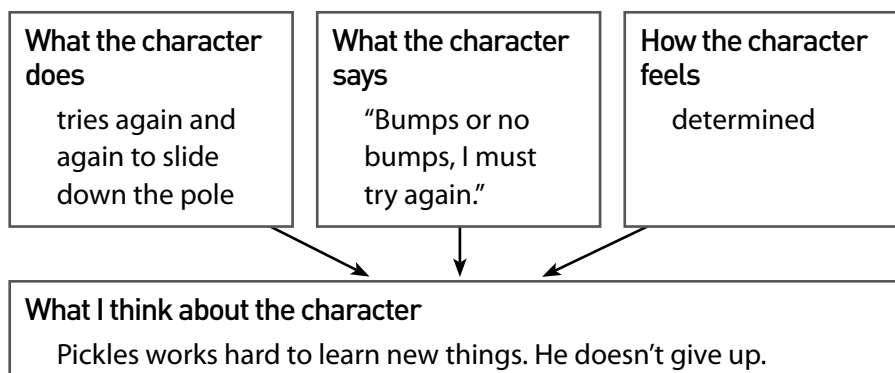 What the character
does
tries again and
again to slide
down the pole
What the character
says
“Bumps or no
bumps, I must
try again.”
How the character
feels
determined
What I think about the character
Pickles works hard to learn new things. He doesn’t give up.